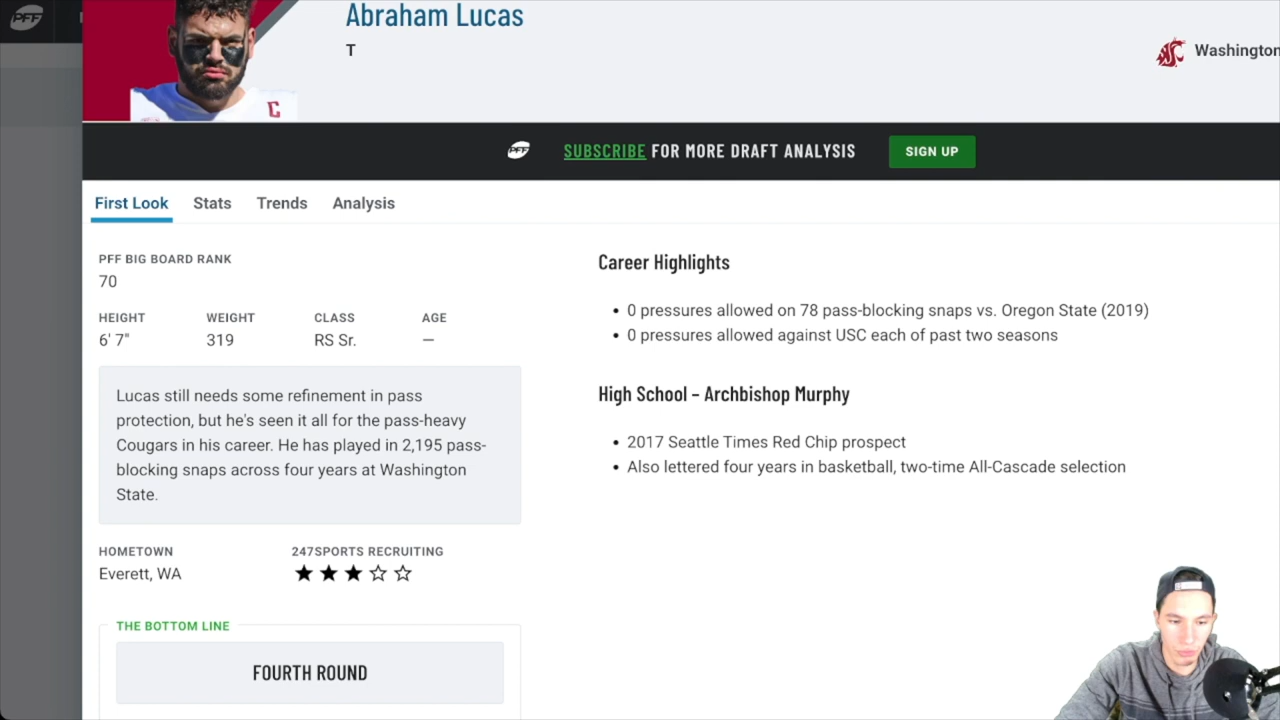 PFF
Abraham Lucas
T
Washington
C
PFF
SUBSCRIBE FOR MORE DRAFT ANALYSIS
SIGN UP
First Look
Stats
Trends
Analysis
PFF BIG BOARD RANK
70
HEIGHT
WEIGHT
CLASS
AGE
6' 7"
319
RS Sr.
—
Lucas still needs some refinement in pass
protection, but he's seen it all for the pass-heavy
Cougars in his career. He has played in 2,195 pass-
blocking snaps across four years at Washington
State.
HOMETOWN
247SPORTS RECRUITING
Everett, WA
THE BOTTOM LINE
FOURTH ROUND
Career Highlights
• 0 pressures allowed on 78 pass-blocking snaps vs. Oregon State (2019)
• 0 pressures allowed against USC each of past two seasons
High School – Archbishop Murphy
• 2017 Seattle Times Red Chip prospect
• Also lettered four years in basketball, two-time All-Cascade selection